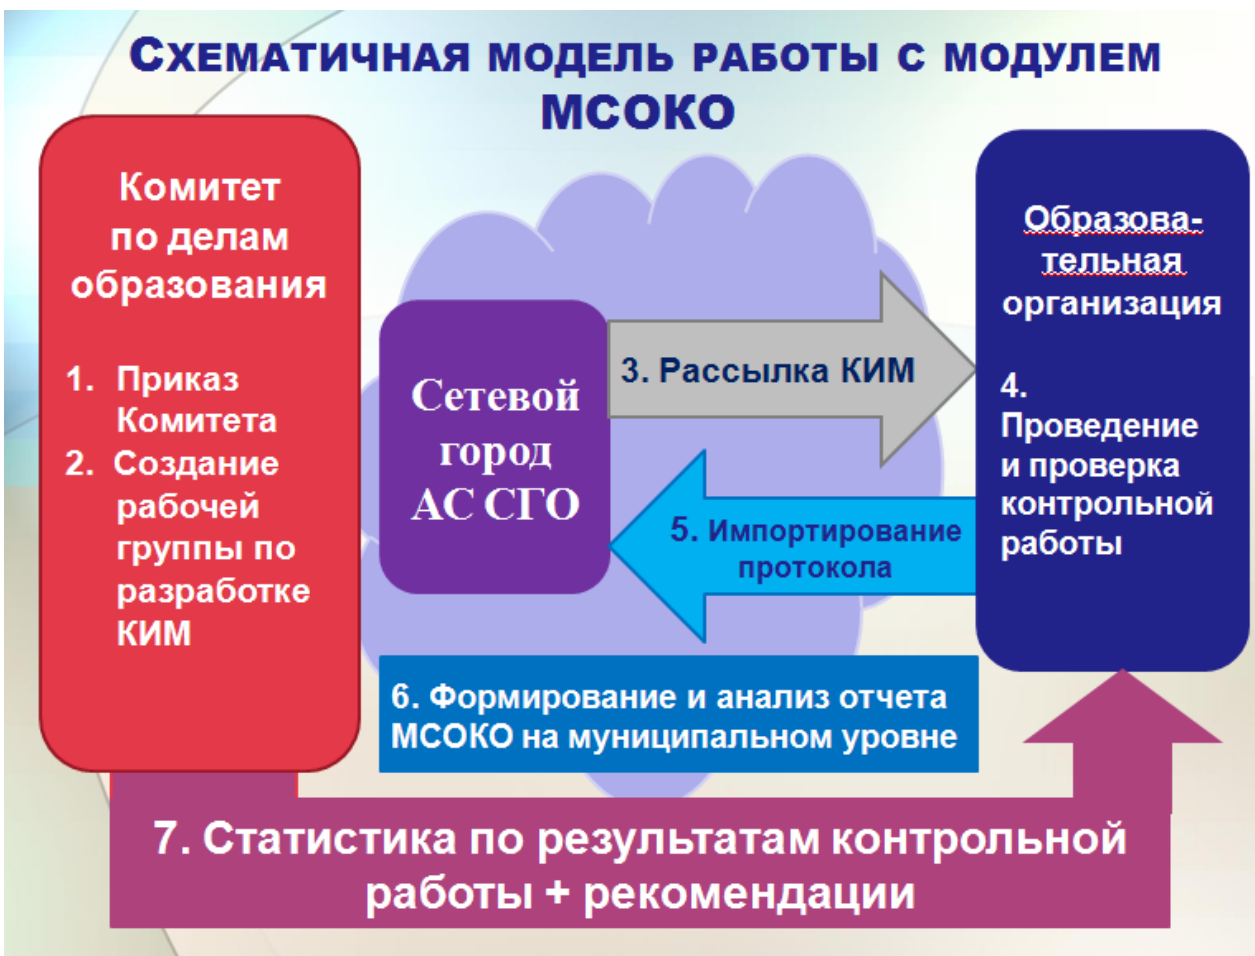 СХЕМАТИЧНАЯ МОДЕЛЬ РАБОТЫ С МОДУЛЕМ
МСОКО
Комитет
по делам
образования
1. Приказ
Комитета
2. Создание
рабочей
группы по
разработке
КИМ
Сетевой
город
АС СГО
3. Рассылка КИМ
Образова-
тельная
организация
4.
Проведение
и проверка
контрольной
работы
5. Импортирование
протокола
6. Формирование и анализ отчета
МСОКО на муниципальном уровне
7. Статистика по результатам контрольной
работы + рекомендации